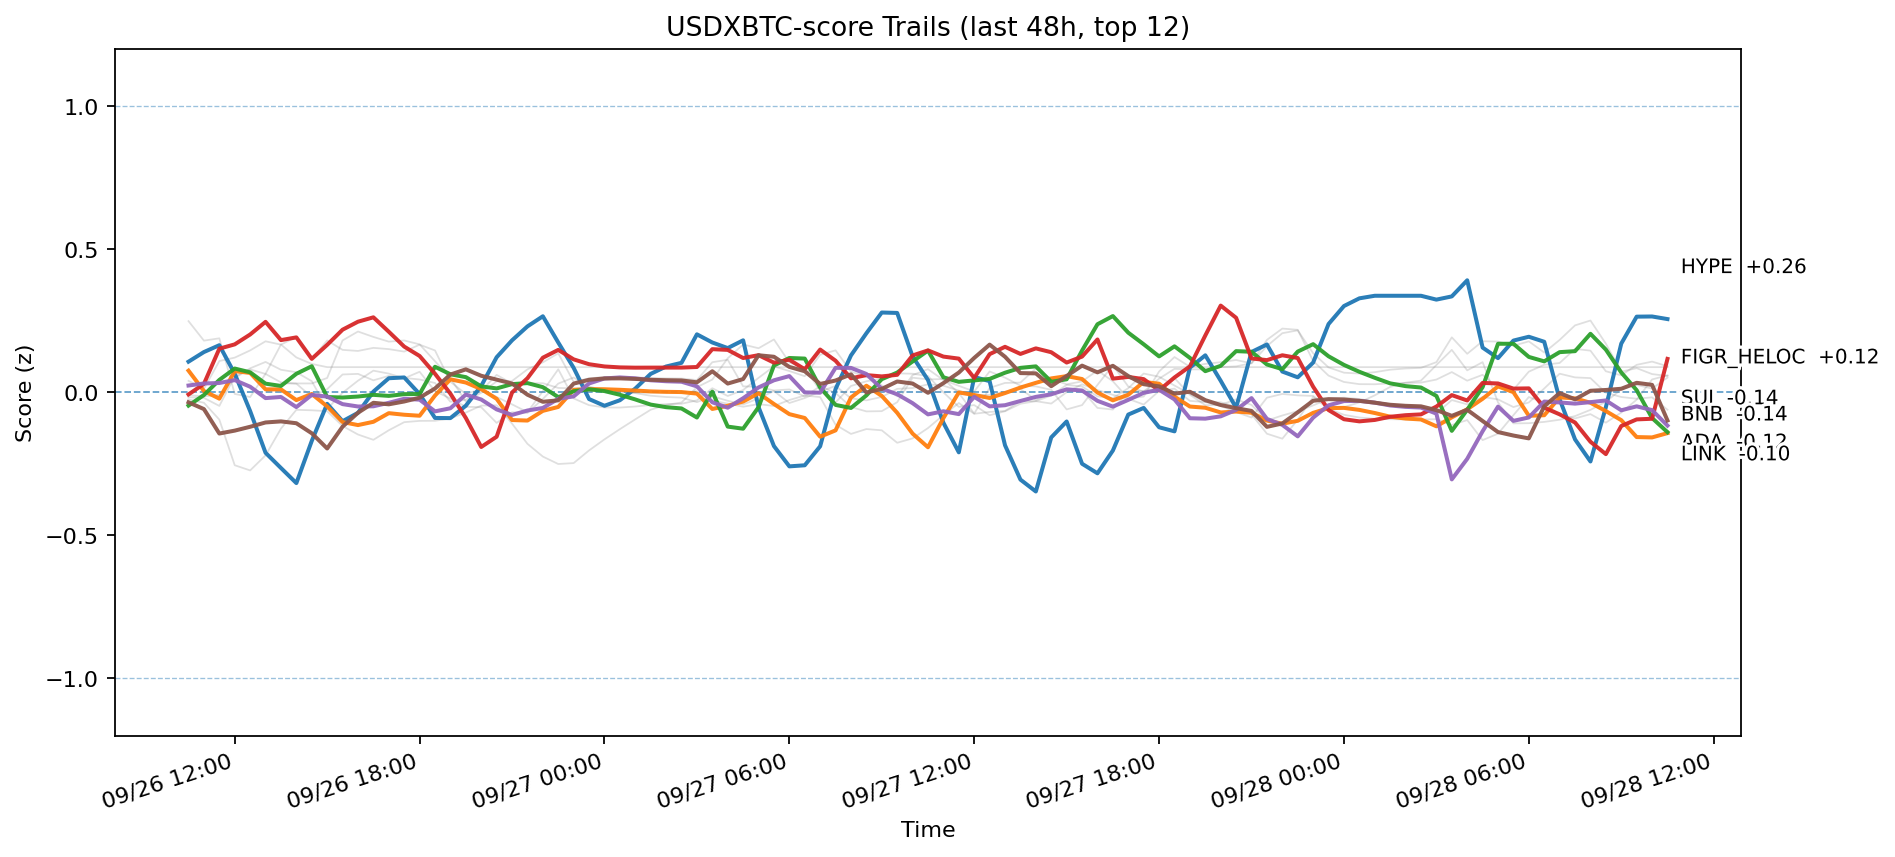 USDXBTC-score Trails (last 48h, top 12)
Score (z)
1.0
0.5
0.0
−0.5
−1.0
HYPE +0.26
FIGR_HELOC +0.12
SUI -0.14
BNB -0.14
ADA -0.12
LINK -0.10
09/26 12:00
09/26 18:00
09/27 00:00
09/27 06:00
09/27 12:00
09/27 18:00
09/28 00:00
09/28 06:00
09/28 12:00
Time